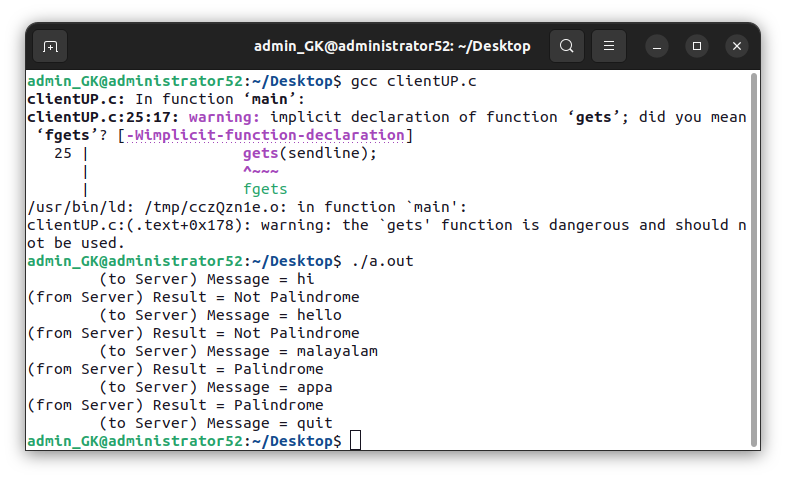 admin_GK@administrator52: ~/Desktop
admin_GK@administrator52:~/Desktop$ gcc clientUP.c
clientUP.c: In function ‘main’:
clientUP.c:25:17: warning: implicit declaration of function ‘gets’; did you mean
‘fgets’? [-Wimplicit-function-declaration]
25 | gets(sendline);
| ^~~~
| fgets
/usr/bin/ld: /tmp/cczQzn1e.o: in function `main':
clientUP.c:(.text+0x178): warning: the `gets' function is dangerous and should n
ot be used.
admin_GK@administrator52:~/Desktop$ ./a.out
(to Server) Message = hi
(from Server) Result = Not Palindrome
(to Server) Message = hello
(from Server) Result = Not Palindrome
(to Server) Message = malayalam
(from Server) Result = Palindrome
(to Server) Message = appa
(from Server) Result = Palindrome
(to Server) Message = quit
admin_GK@administrator52:~/Desktop$